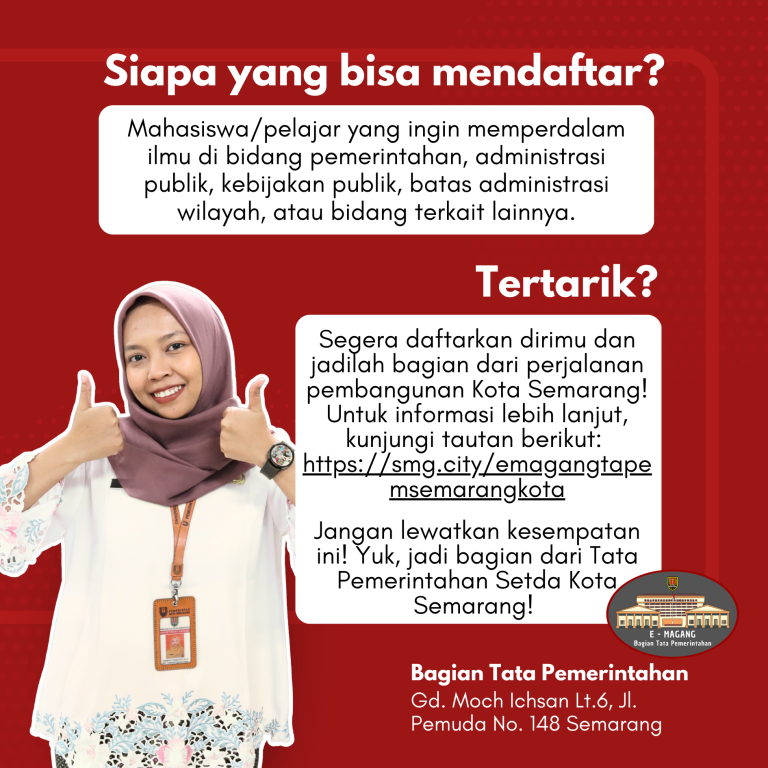 Siapa yang bisa mendaftar?
Mahasiswa/pelajar yang ingin memperdalam
ilmu di bidang pemerintahan, administrasi
publik, kebijakan publik, batas administrasi
wilayah, atau bidang terkait lainnya.
Tertarik?
Segera daftarkan dirimu dan
jadilah bagian dari perjalanan
pembangunan Kota Semarang!
Untuk informasi lebih lanjut,
kunjungi tautan berikut:
https://smg.city/emagangtape
msemarangkota
Jangan lewatkan kesempatan
ini! Yuk, jadi bagian dari Tata
Pemerintahan Setda Kota
Semarang!
E - MAGANG
Bagian Tata Pemerintahan
Bagian Tata Pemerintahan
Gd. Moch Ichsan Lt.6, Jl.
Pemuda No. 148 Semarang